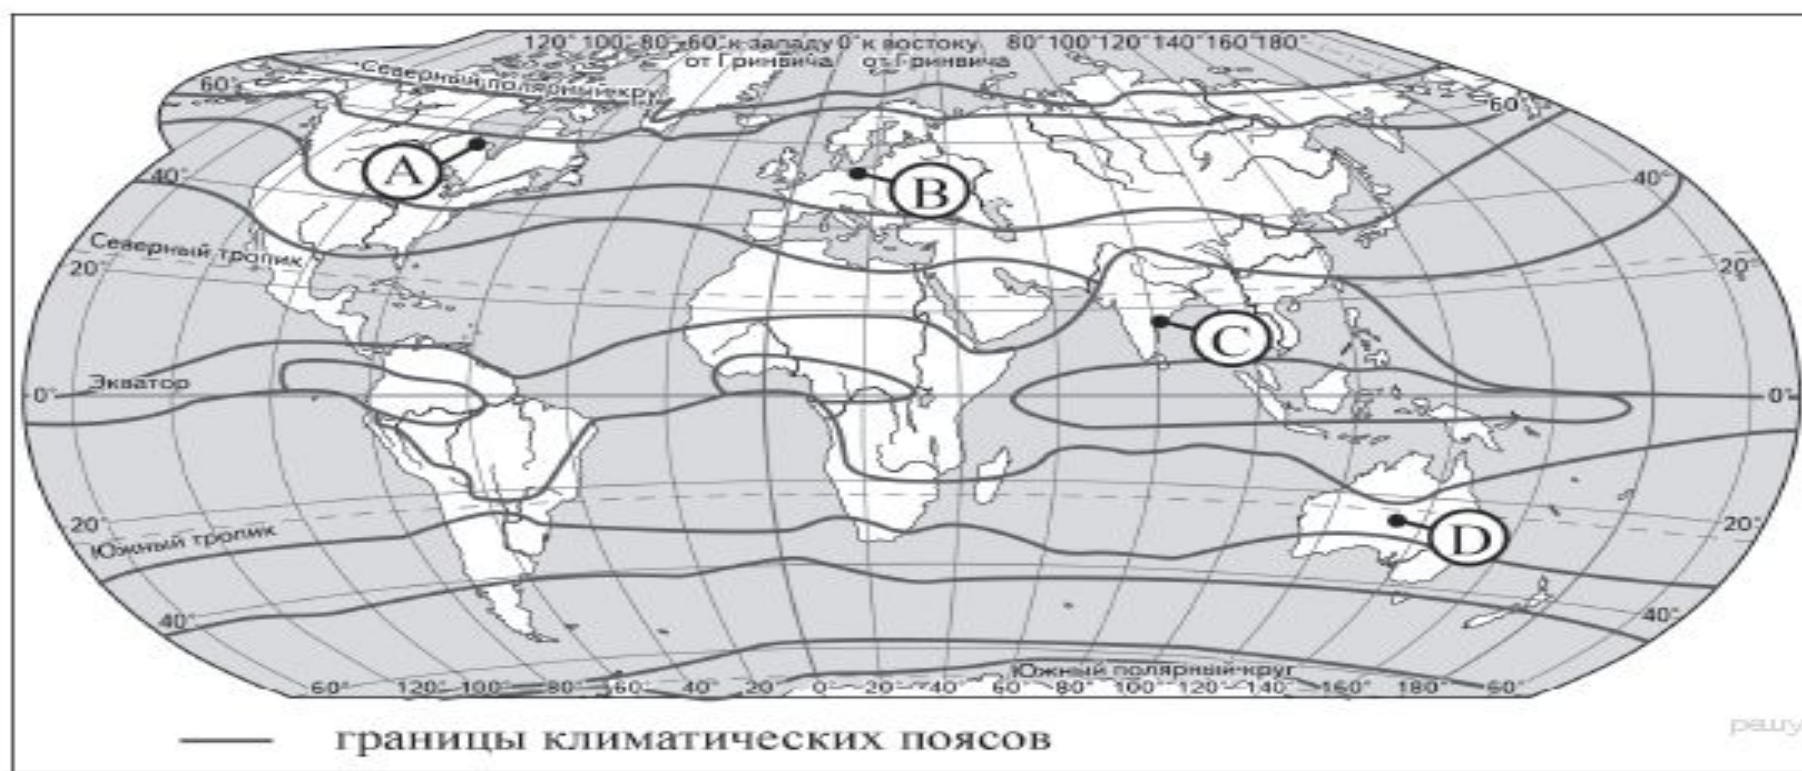 120° 100° 80° 60° к западу 0° к востоку 80° 100° 120° 140° 160° 180°
от Гринвича от Гринвича
Северный полярный круг
60° 60°
A
B
40° 40°
Северный тропик
20° 20°
C
Экватор
0° 0°
20° 20°
Южный тропик
D
40° 40°
Южный полярный круг
60° 120° 100° 80° 60° 40° 20° 0° 20° 40° 60° 80° 100° 120° 140° 160° 180° 60°
границы климатических поясов
решу